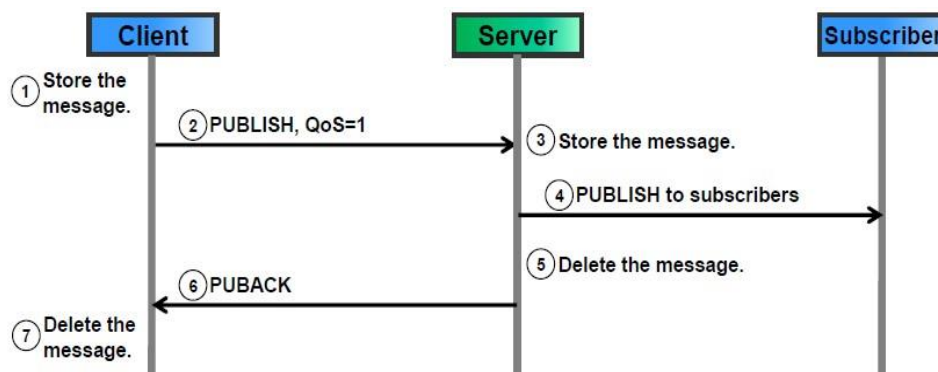 Client
Server
Subscriber
1 Store the
message.
2 PUBLISH, QoS=1
3 Store the message.
4 PUBLISH to subscribers
5 Delete the message.
6 PUBACK
7 Delete the
message.